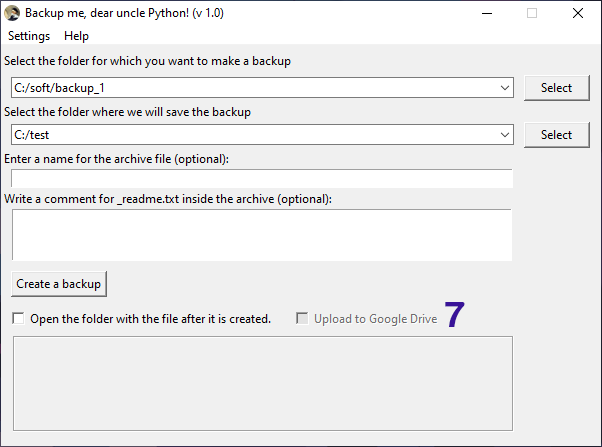 Backup me, dear uncle Python! (v 1.0)
Settings Help
Select the folder for which you want to make a backup
C:/soft/backup_1 Select
Select the folder where we will save the backup
C:/test Select
Enter a name for the archive file (optional):
Write a comment for _readme.txt inside the archive (optional):
Create a backup
Open the folder with the file after it is created. Upload to Google Drive 7